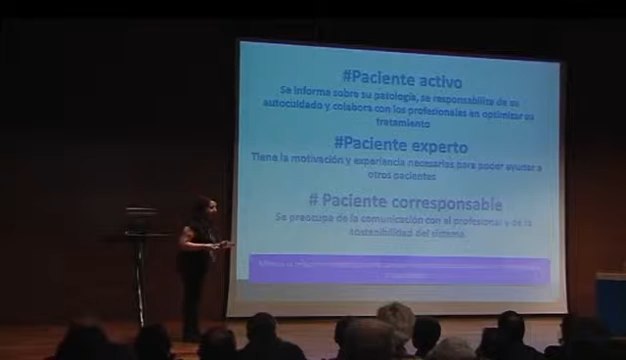 #Paciente activo
Se informa sobre su patología, se responsabiliza de su
autocuidado y colabora con los profesionales en optimizar su
tratamiento
#Paciente experto
Tiene la motivación y experiencia necesarias para poder ayudar a
otros pacientes
# Paciente corresponsable
Se preocupa de la comunicación con el profesional y de la
sostenibilidad del sistema